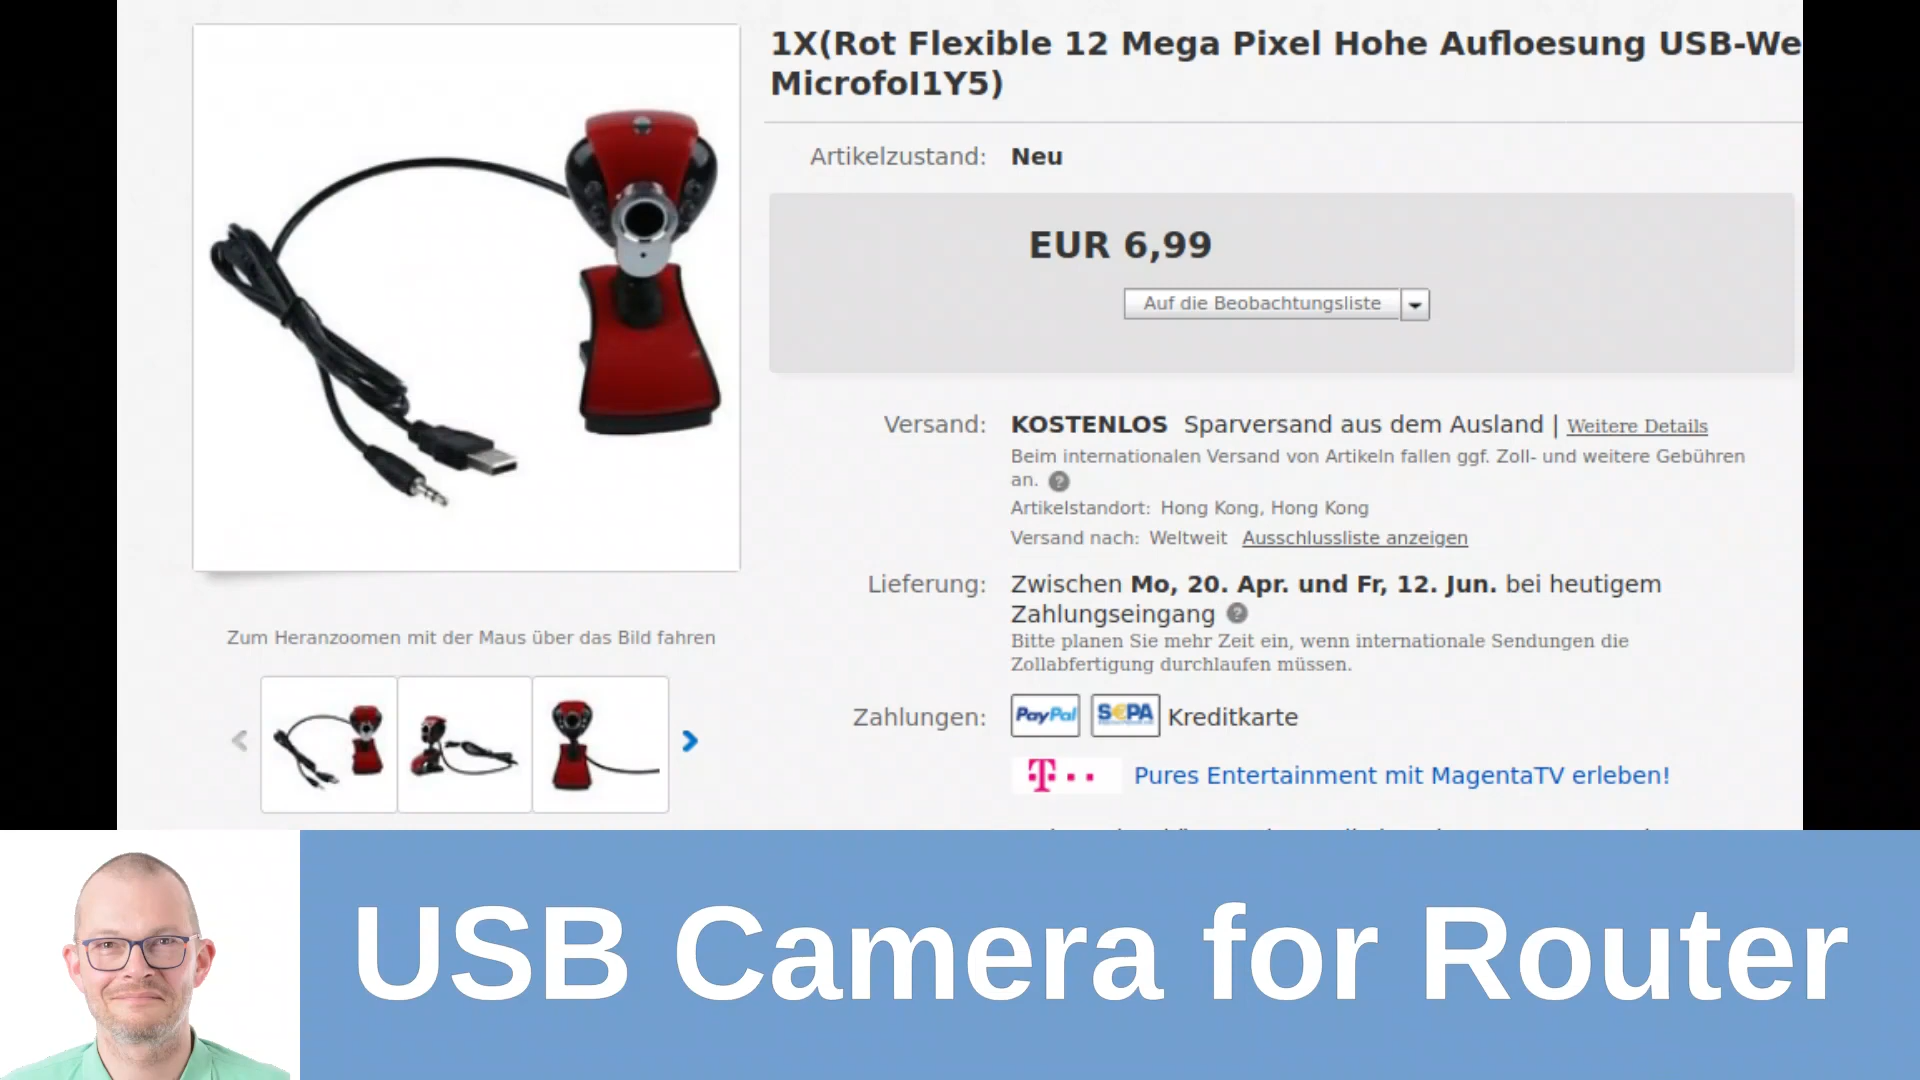 1X(Rot Flexible 12 Mega Pixel Hohe Aufloesung USB-We
MicrofoI1Y5)
Artikelzustand: Neu
EUR 6,99
Auf die Beobachtungsliste
Versand: KOSTENLOS Sparversand aus dem Ausland | Weitere Details
Beim internationalen Versand von Artikeln fallen ggf. Zoll- und weitere Gebühren
an. ?
Artikelstandort: Hong Kong, Hong Kong
Versand nach: Weltweit Ausschlussliste anzeigen
Lieferung: Zwischen Mo, 20. Apr. und Fr, 12. Jun. bei heutigem
Zahlungseingang ?
Bitte planen Sie mehr Zeit ein, wenn internationale Sendungen die
Zollabfertigung durchlaufen müssen.
Zum Heranzoomen mit der Maus über das Bild fahren
Zahlungen: PayPal S€PA Kreditkarte
T Pures Entertainment mit MagentaTV erleben!
USB Camera for Router